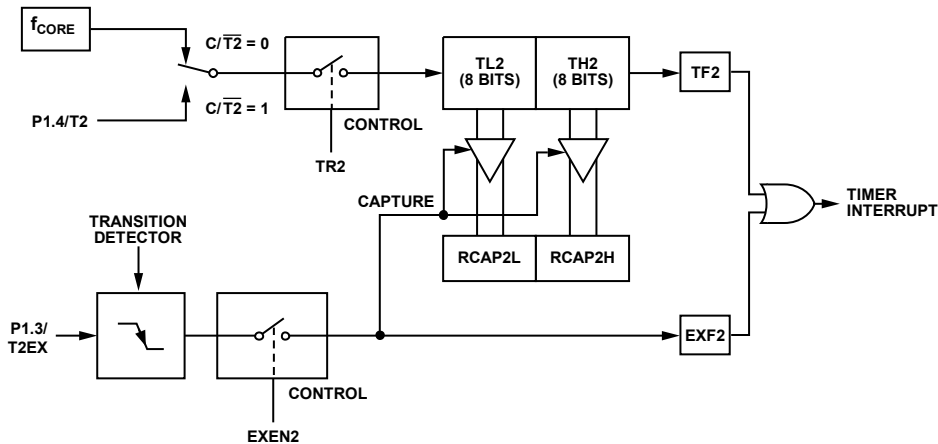 fCORE
C/T2̅ = 0
C/T2̅ = 1
P1.4/T2
CONTROL
TR2
TL2
(8 BITS)
TH2
(8 BITS)
TF2
CAPTURE
TIMER
INTERRUPT
TRANSITION
DETECTOR
RCAP2L
RCAP2H
P1.3/
T2EX
EXF2
CONTROL
EXEN2